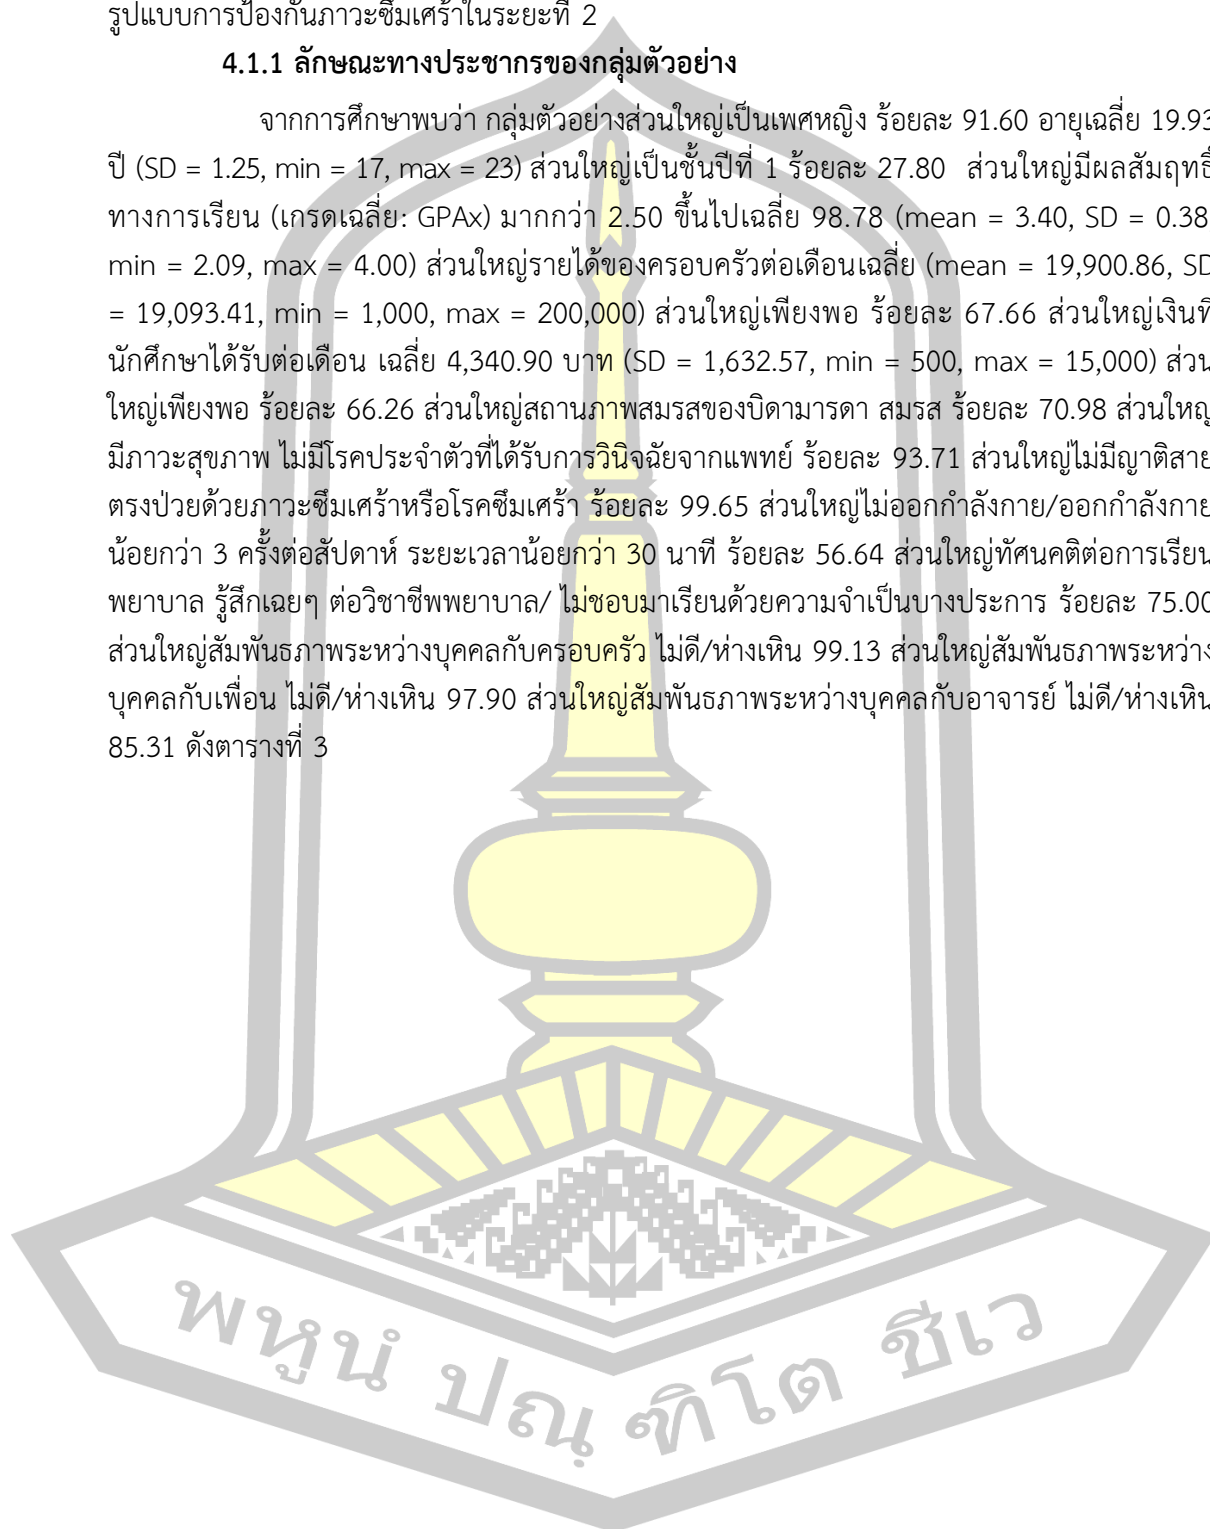 รูปแบบการป้องกันภาวะซึมเศร้าในระยะที่ 2
4.1.1 ลักษณะทางประชากรของกลุ่มตัวอย่าง
จากการศึกษาพบว่า กลุ่มตัวอย่างส่วนใหญ่เป็นเพศหญิง ร้อยละ 91.60 อายุเฉลี่ย 19.93
ปี (SD = 1.25, min = 17, max = 23) ส่วนใหญ่เป็นชั้นปีที่ 1 ร้อยละ 27.80 ส่วนใหญ่มีผลสัมฤทธิ์
ทางการเรียน (เกรดเฉลี่ย: GPAx) มากกว่า 2.50 ขึ้นไปเฉลี่ย 98.78 (mean = 3.40, SD = 0.38
min = 2.09, max = 4.00) ส่วนใหญ่รายได้ของครอบครัวต่อเดือนเฉลี่ย (mean = 19,900.86, SD
= 19,093.41, min = 1,000, max = 200,000) ส่วนใหญ่เพียงพอ ร้อยละ 67.66 ส่วนใหญ่เงินที่
นักศึกษาได้รับต่อเดือน เฉลี่ย 4,340.90 บาท (SD = 1,632.57, min = 500, max = 15,000) ส่วน
ใหญ่เพียงพอ ร้อยละ 66.26 ส่วนใหญ่สถานภาพสมรสของบิดามารดา สมรส ร้อยละ 70.98 ส่วนใหญ่
มีภาวะสุขภาพ ไม่มีโรคประจำตัวที่ได้รับการวินิจฉัยจากแพทย์ ร้อยละ 93.71 ส่วนใหญ่ไม่มีญาติสาย
ตรงป่วยด้วยภาวะซึมเศร้าหรือโรคซึมเศร้า ร้อยละ 99.65 ส่วนใหญ่ไม่ออกกำลังกาย/ออกกำลังกาย
น้อยกว่า 3 ครั้งต่อสัปดาห์ ระยะเวลาน้อยกว่า 30 นาที ร้อยละ 56.64 ส่วนใหญ่ทัศนคติต่อการเรียน
พยาบาล รู้สึกเฉยๆ ต่อวิชาชีพพยาบาล/ ไม่ชอบมาเรียนด้วยความจำเป็นบางประการ ร้อยละ 75.00
ส่วนใหญ่สัมพันธภาพระหว่างบุคคลกับครอบครัว ไม่ดี/ห่างเหิน 99.13 ส่วนใหญ่สัมพันธภาพระหว่าง
บุคคลกับเพื่อน ไม่ดี/ห่างเหิน 97.90 ส่วนใหญ่สัมพันธภาพระหว่างบุคคลกับอาจารย์ ไม่ดี/ห่างเหิน
85.31 ดังตารางที่ 3
พหูนํ ปณฺฑิโต ชีเว